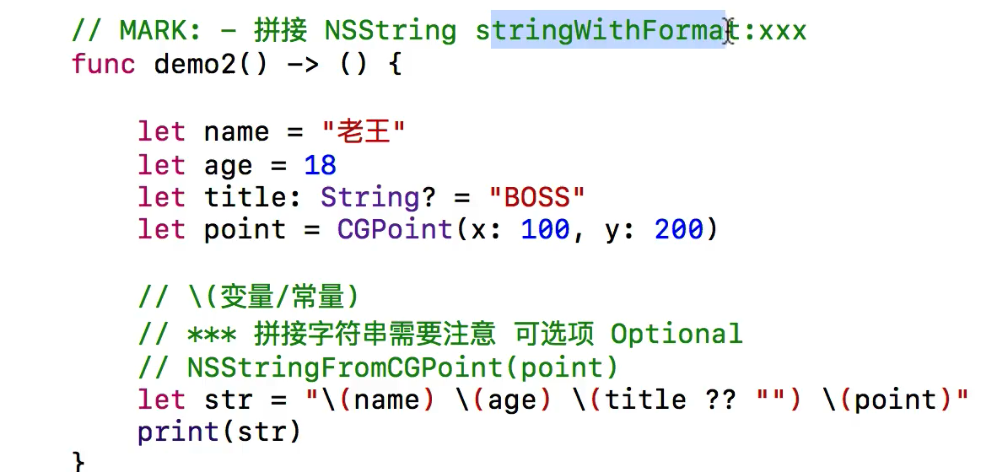 // MARK: - 拼接 NSString stringWithFormat:xxx
func demo2() -> () {
let name = "老王"
let age = 18
let title: String? = "BOSS"
let point = CGPoint(x: 100, y: 200)
// \(变量/常量)
// *** 拼接字符串需要注意 可选项 Optional
// NSStringFromCGPoint(point)
let str = "\(name) \(age) \(title ?? "") \(point)"
print(str)
}